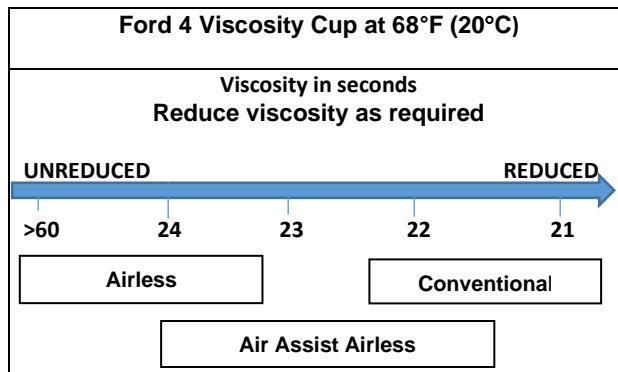 Ford 4 Viscosity Cup at 68°F (20°C)
Viscosity in seconds
Reduce viscosity as required
UNREDUCED REDUCED
>60 24 23 22 21
Airless Conventional
Air Assist Airless